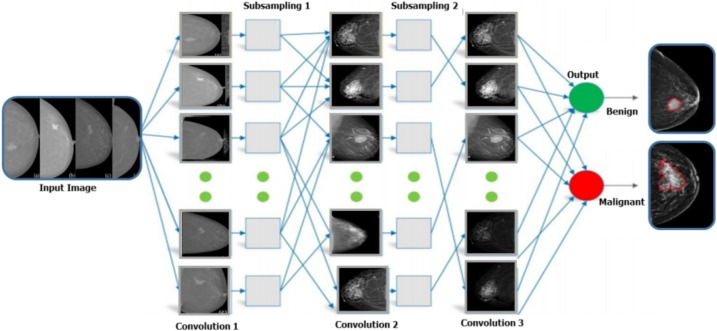 Subsampling 1
Subsampling 2
Output
Benign
Input Image
Malignant
Convolution 1
Convolution 2
Convolution 3